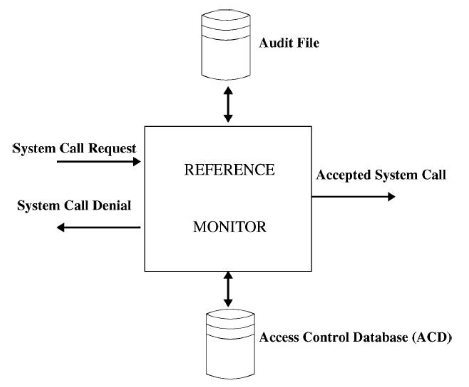 Audit File
System Call Request
REFERENCE
Accepted System Call
System Call Denial
MONITOR
Access Control Database (ACD)